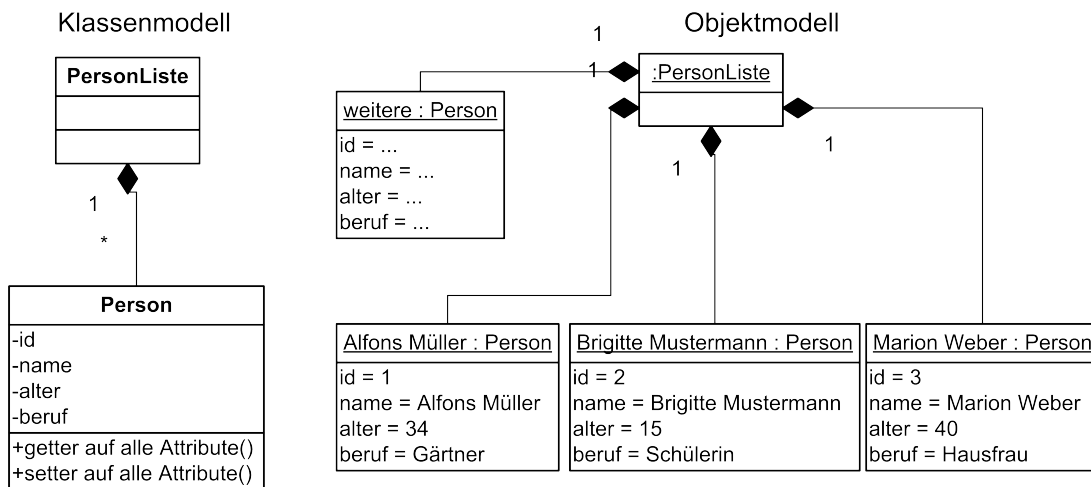 Klassenmodell
PersonListe
1
*
Person
-id
-name
-alter
-beruf
+getter auf alle Attribute()
+setter auf alle Attribute()
Objektmodell
1
1
:PersonListe
1
1
weitere : Person
id = ...
name = ...
alter = ...
beruf = ...
Alfons Müller : Person
id = 1
name = Alfons Müller
alter = 34
beruf = Gärtner
Brigitte Mustermann : Person
id = 2
name = Brigitte Mustermann
alter = 15
beruf = Schülerin
Marion Weber : Person
id = 3
name = Marion Weber
alter = 40
beruf = Hausfrau